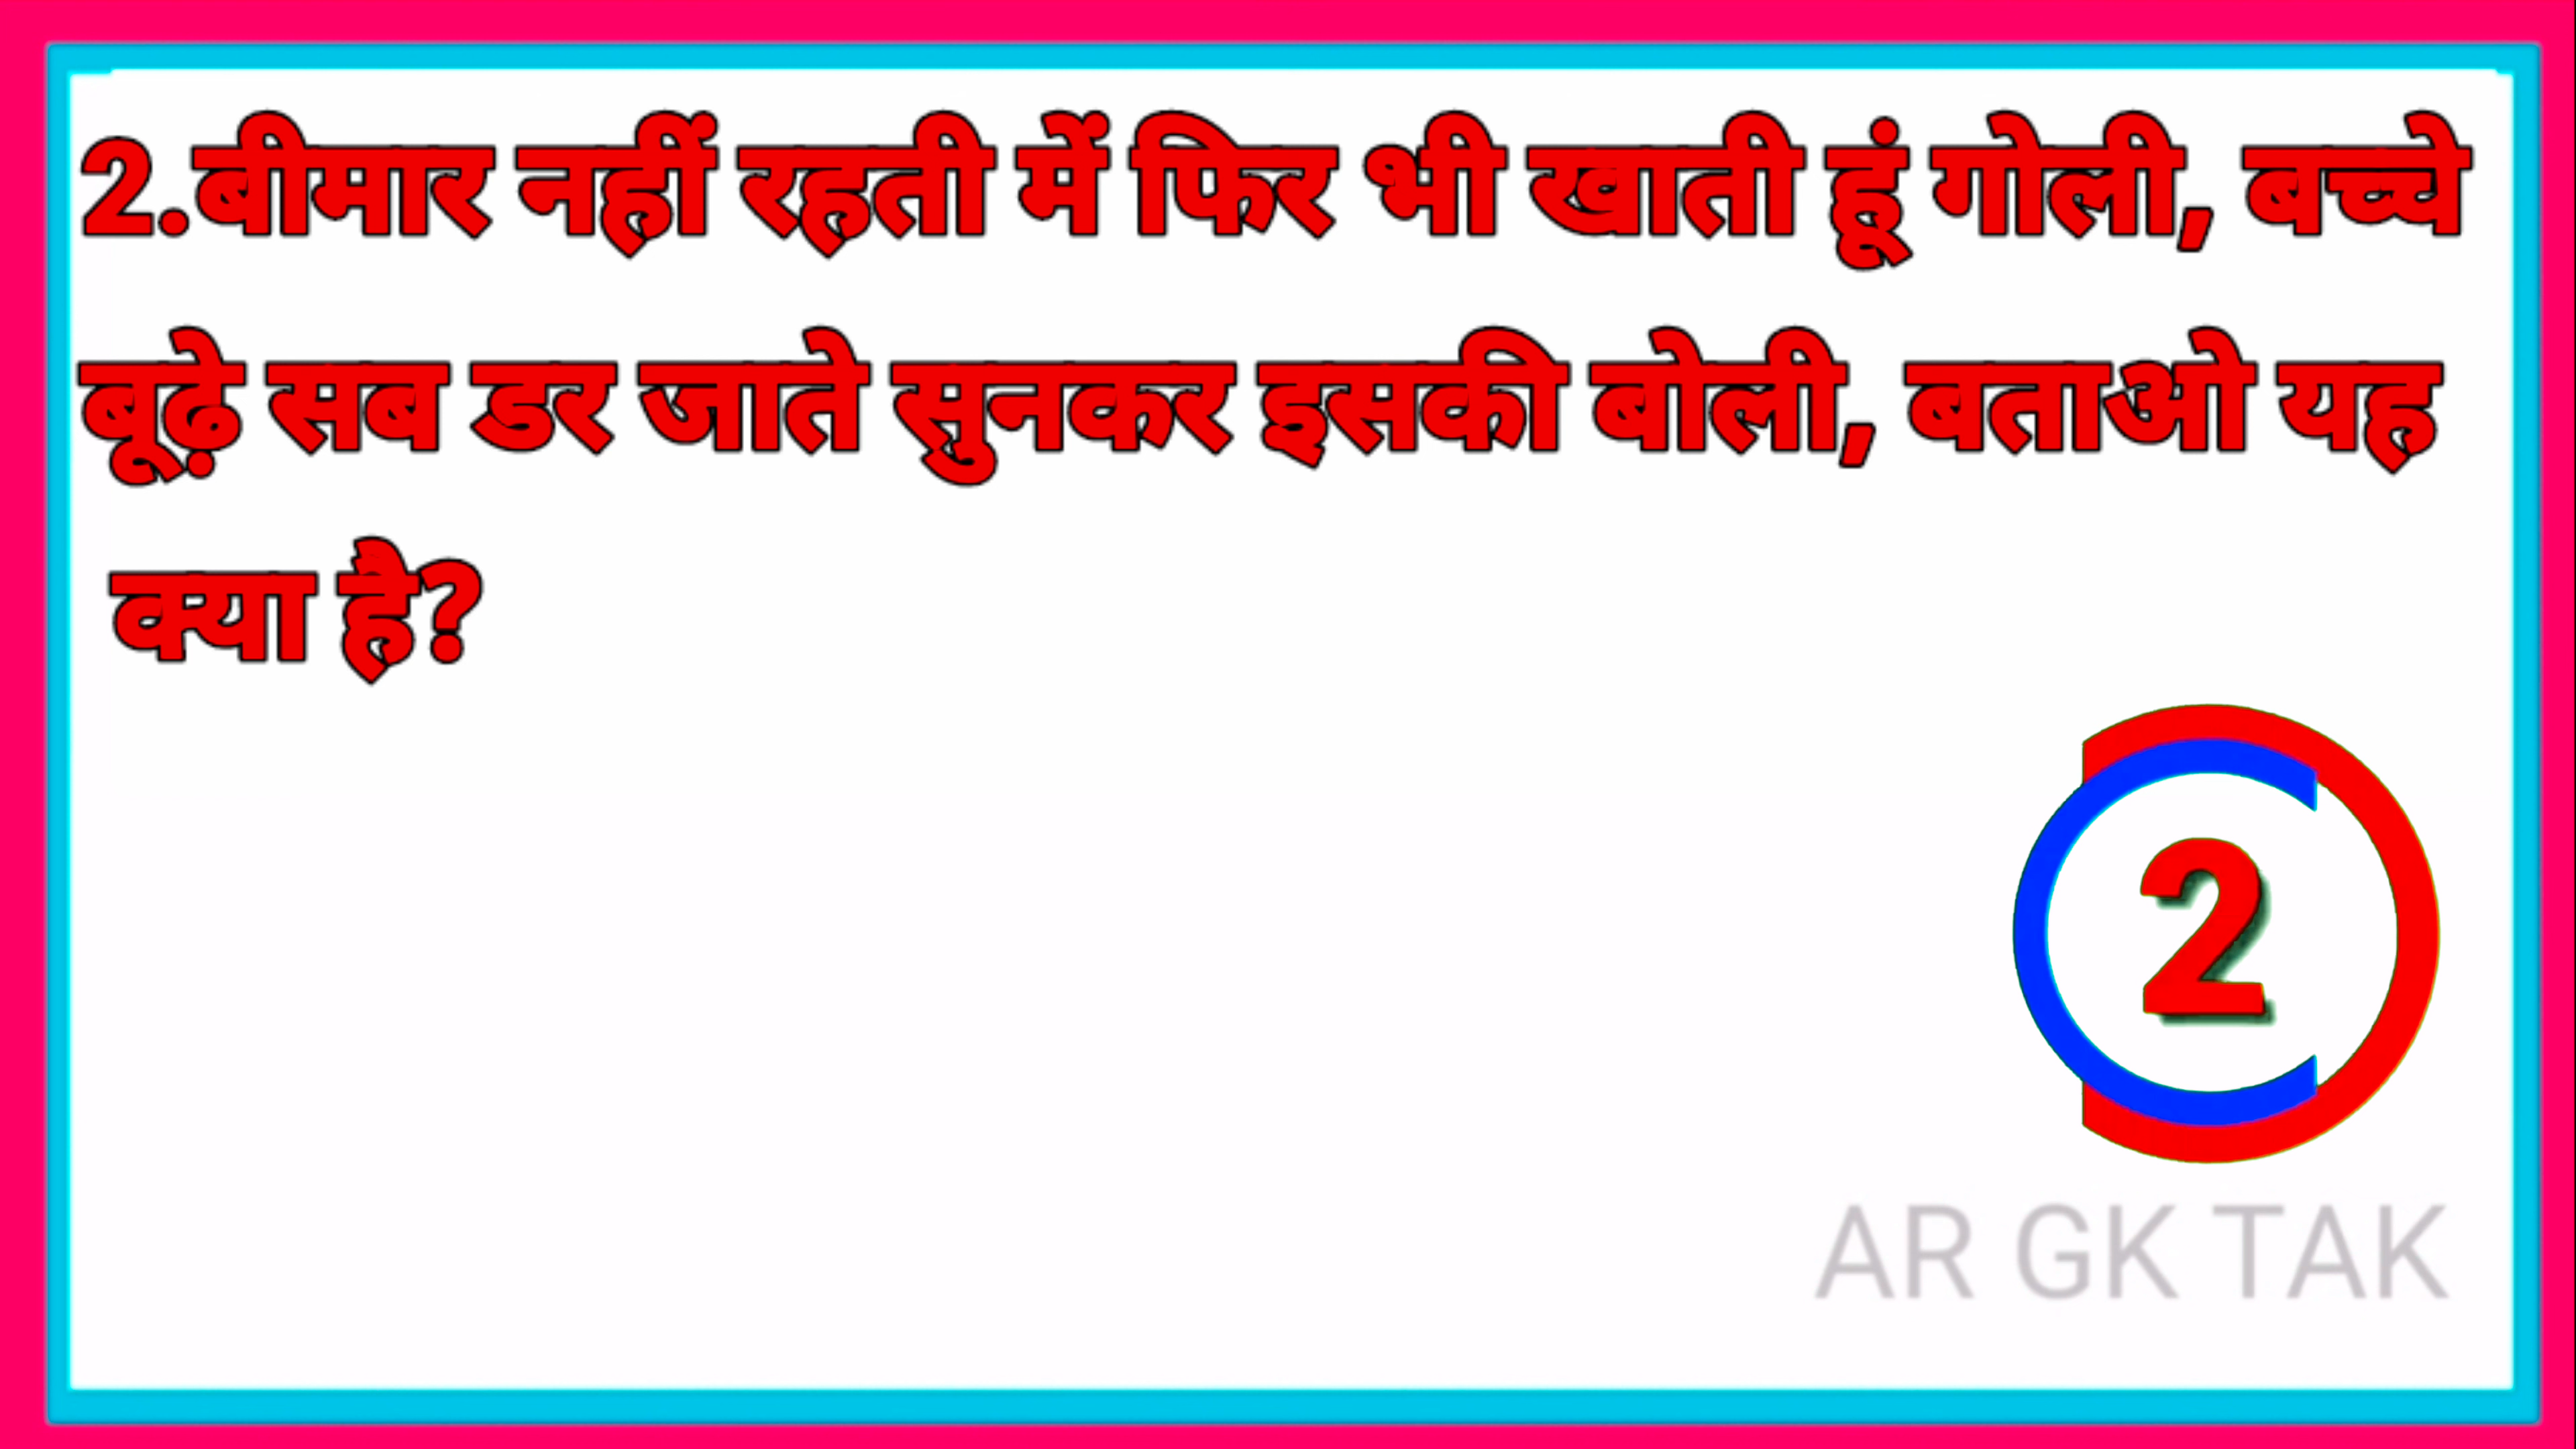 2.बीमार नहीं रहती में फिर भी खाती हूं गोली, बच्चे
बूढ़े सब डर जाते सुनकर इसकी बोली, बताओ यह
क्या है?
2
AR GK TAK